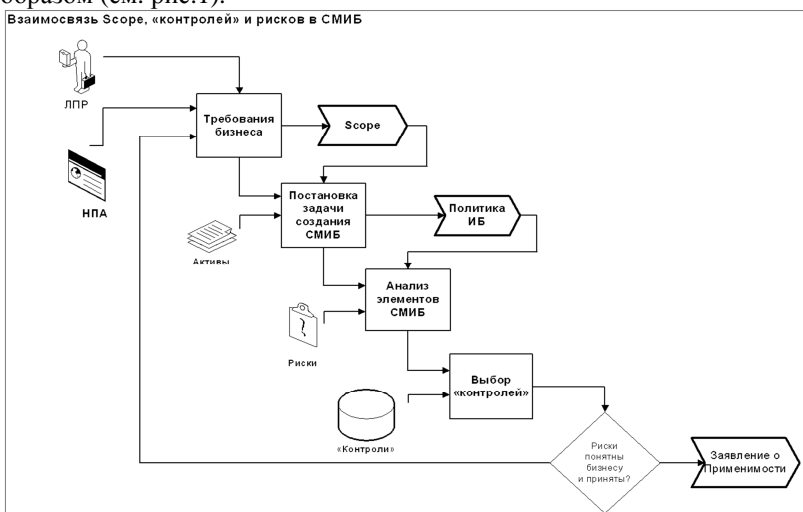 образом (см. рис.1).
Взаимосвязь Scope, «контролей» и рисков в СМИБ
ЛПР
Требования
бизнеса
Scope
НПА
Постановка
задачи
создания
СМИБ
Политика
ИБ
Активы
Анализ
элементов
СМИБ
Риски
Выбор
«контролей»
«Контроли»
Риски
понятны
бизнесу
и приняты?
Заявление о
Применимости